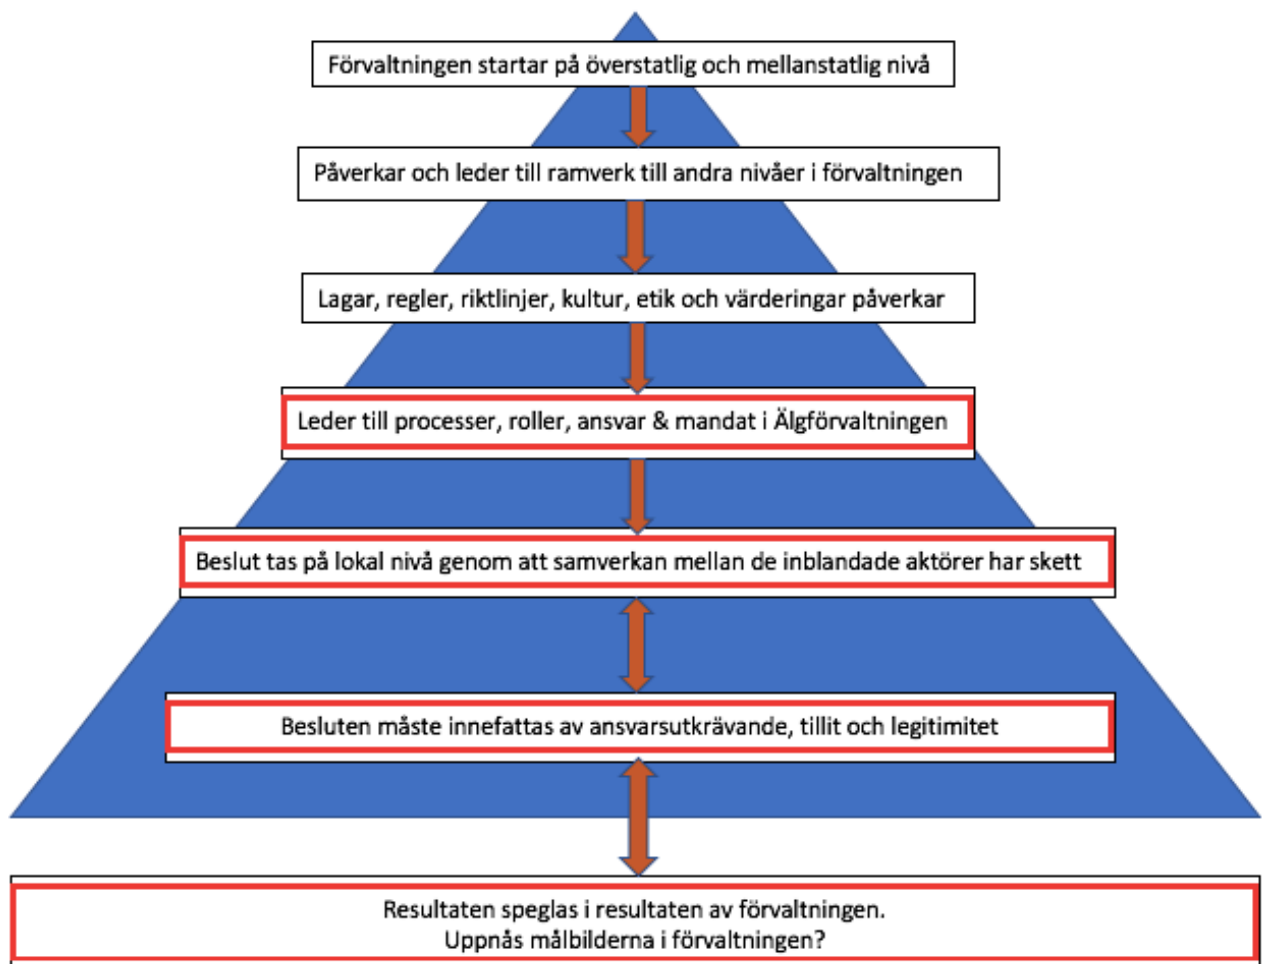 Förvaltningen startar på överstatlig och mellanstatlig nivå
Påverkar och leder till ramverk till andra nivåer i förvaltningen
Lagar, regler, riktlinjer, kultur, etik och värderingar påverkar
Leder till processer, roller, ansvar & mandat i Älgförvaltningen
Beslut tas på lokal nivå genom att samverkan mellan de inblandade aktörer har skett
Besluten måste innefattas av ansvarsutkrävande, tillit och legitimitet
Resultaten speglas i resultaten av förvaltningen.
Uppnås målbilderna i förvaltningen?